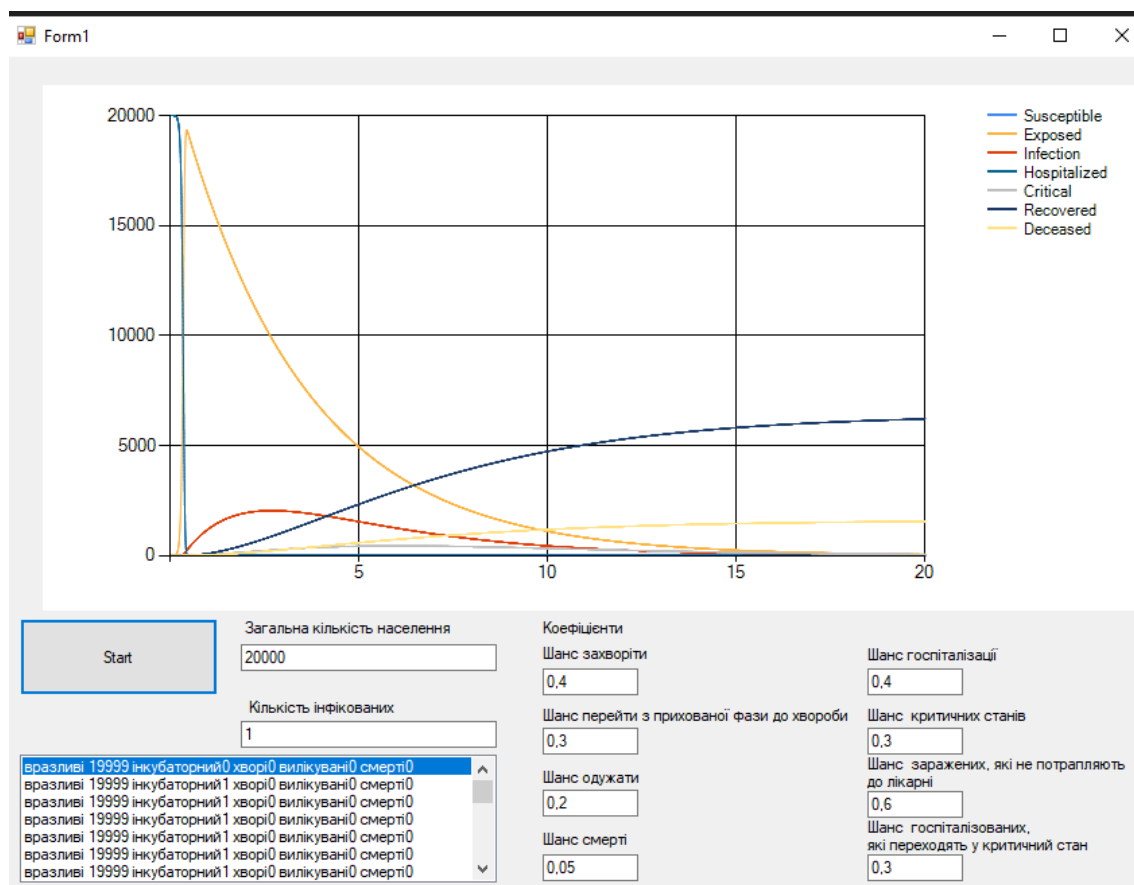 Form1
20000
15000
10000
5000
0
5
10
15
20
Susceptible
Exposed
Infection
Hospitalized
Critical
Recovered
Deceased
Start
Загальна кількість населення
20000
Кількість інфікованих
1
вразливі 19999 інкубаторний0 хворі0 вилікувані0 смерті0
вразливі 19999 інкубаторний1 хворі0 вилікувані0 смерті0
вразливі 19999 інкубаторний1 хворі0 вилікувані0 смерті0
вразливі 19999 інкубаторний1 хворі0 вилікувані0 смерті0
вразливі 19999 інкубаторний1 хворі0 вилікувані0 смерті0
вразливі 19999 інкубаторний1 хворі0 вилікувані0 смерті0
вразливі 19999 інкубаторний1 хворі0 вилікувані0 смерті0
Коефіцієнти
Шанс захворіти
0,4
Шанс перейти з прихованої фази до хвороби
0,3
Шанс одужати
0,2
Шанс смерті
0,05
Шанс госпіталізації
0,4
Шанс критичних станів
0,3
Шанс заражених, які не потрапляють
до лікарні
0,6
Шанс госпіталізованих,
які переходять у критичний стан
0,3